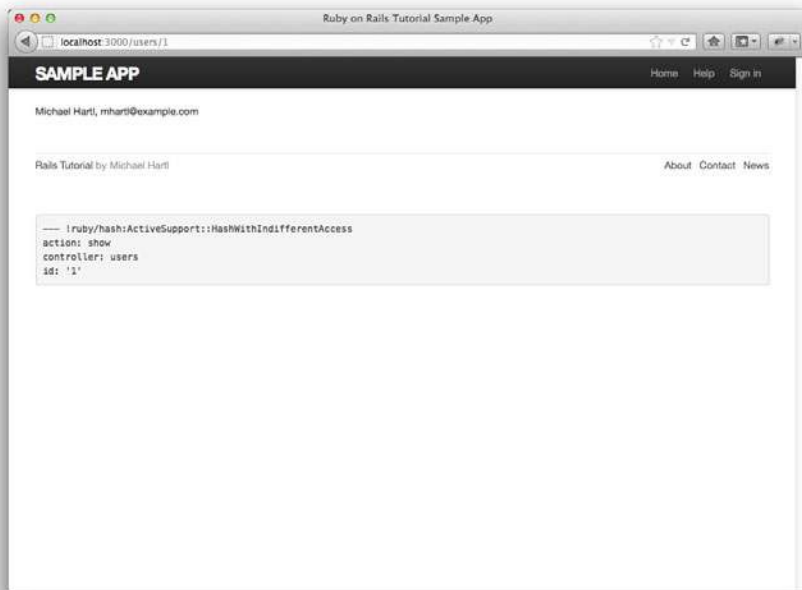 Ruby on Rails Tutorial Sample App
localhost:3000/users/1
SAMPLE APP
Home Help Sign in
Michael Hartl, mhartl@example.com
Rails Tutorial by Michael Hartl
About Contact News
--- !ruby/hash:ActiveSupport::HashWithIndifferentAccess
action: show
controller: users
id: '1'